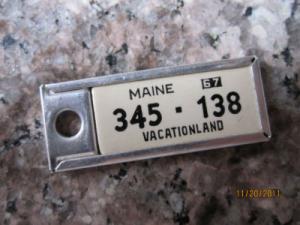 MAINE 67
345 · 138
VACATIONLAND
11/20/2011